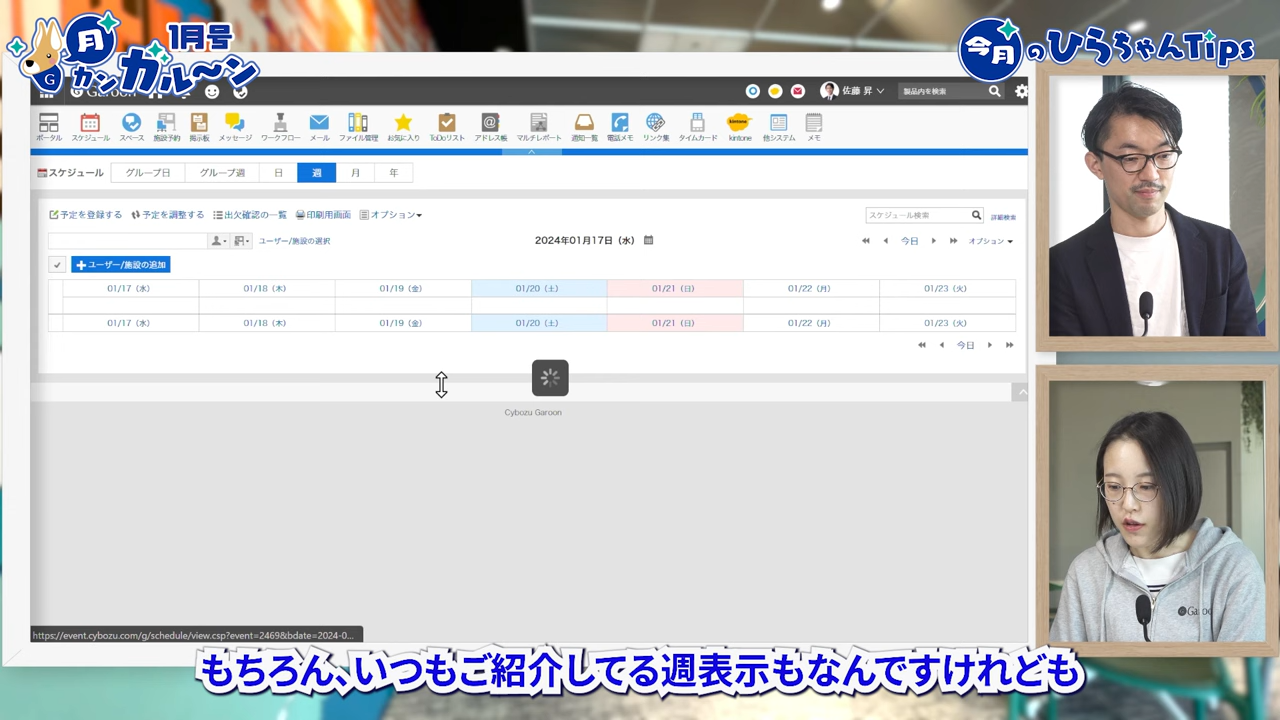 月 1月号
G
カンガル〜ン
今月のひらちゃんTips
佐藤 昇
製品内を検索
ポータル スケジュール スペース 施設予約 掲示板 メッセージ ワークフロー メール ファイル管理 お気に入り ToDoリスト アドレス帳 マルチレポート 通知一覧 電話メモ リンク集 タイムカード kintone 他システム メモ
スケジュール グループ日 グループ週 日 週 月 年
予定を登録する 予定を調整する 出欠確認の一覧 印刷用画面 オプション
スケジュール検索 詳細検索
ユーザー/施設の選択 2024年01月17日(水) 今日 オプション
ユーザー/施設の追加
01/17(水) 01/18(木) 01/19(金) 01/20(土) 01/21(日) 01/22(月) 01/23(火)
01/17(水) 01/18(木) 01/19(金) 01/20(土) 01/21(日) 01/22(月) 01/23(火)
今日
Cybozu Garoon
https://event.cybozu.com/g/schedule/view.csp?event=2469&bdate=2024-0...
もちろん、いつもご紹介してる週表示もなんですけれども